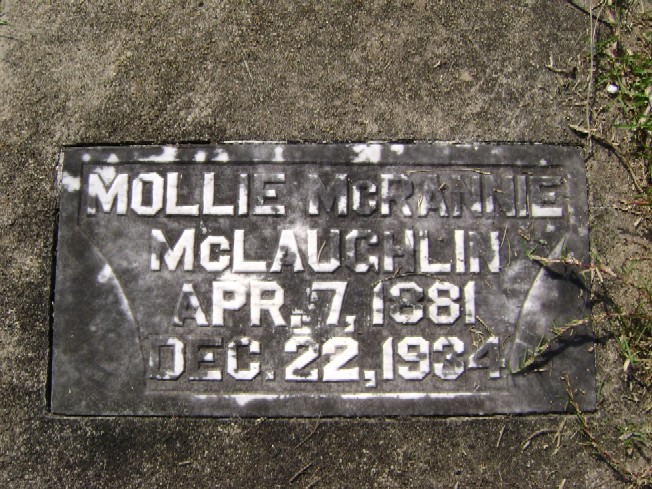 MOLLIE McRANNIE
McLAUGHLIN
APR. 7, 1881
DEC. 22, 1934